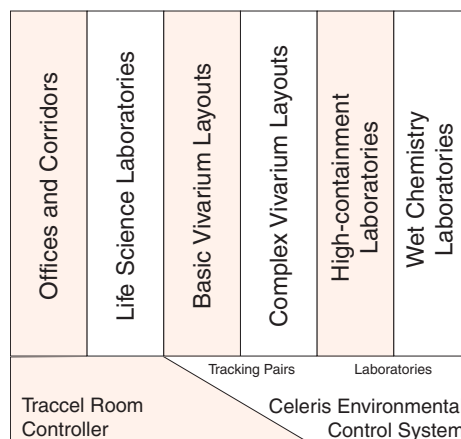 Offices and Corridors
Life Science Laboratories
Basic Vivarium Layouts
Complex Vivarium Layouts
High-containment
Laboratories
Wet Chemistry
Laboratories
Tracking Pairs
Laboratories
Traccel Room
Controller
Celeris Environmenta
Control System